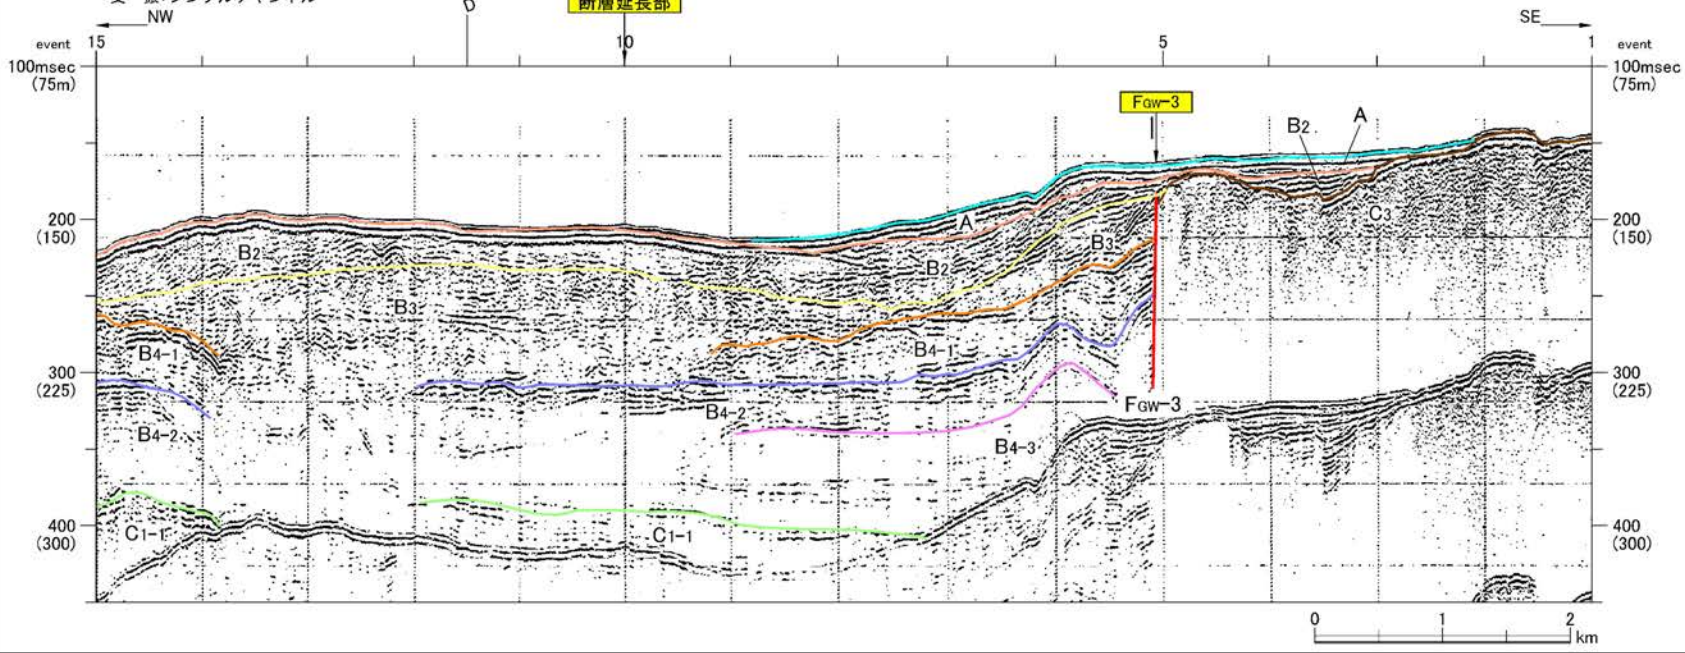 NW
D
断層延長部
SE
event
15
10
5
1
event
100msec
(75m)
100msec
(75m)
FGW-3
B2
A
200
(150)
200
(150)
A
C3
B2
B3
B2
B3
B4-1
B4-1
300
(225)
300
(225)
B4-2
FGW-3
B4-2
B4-3
400
(300)
C1-1
C1-1
400
(300)
0
1
2
km